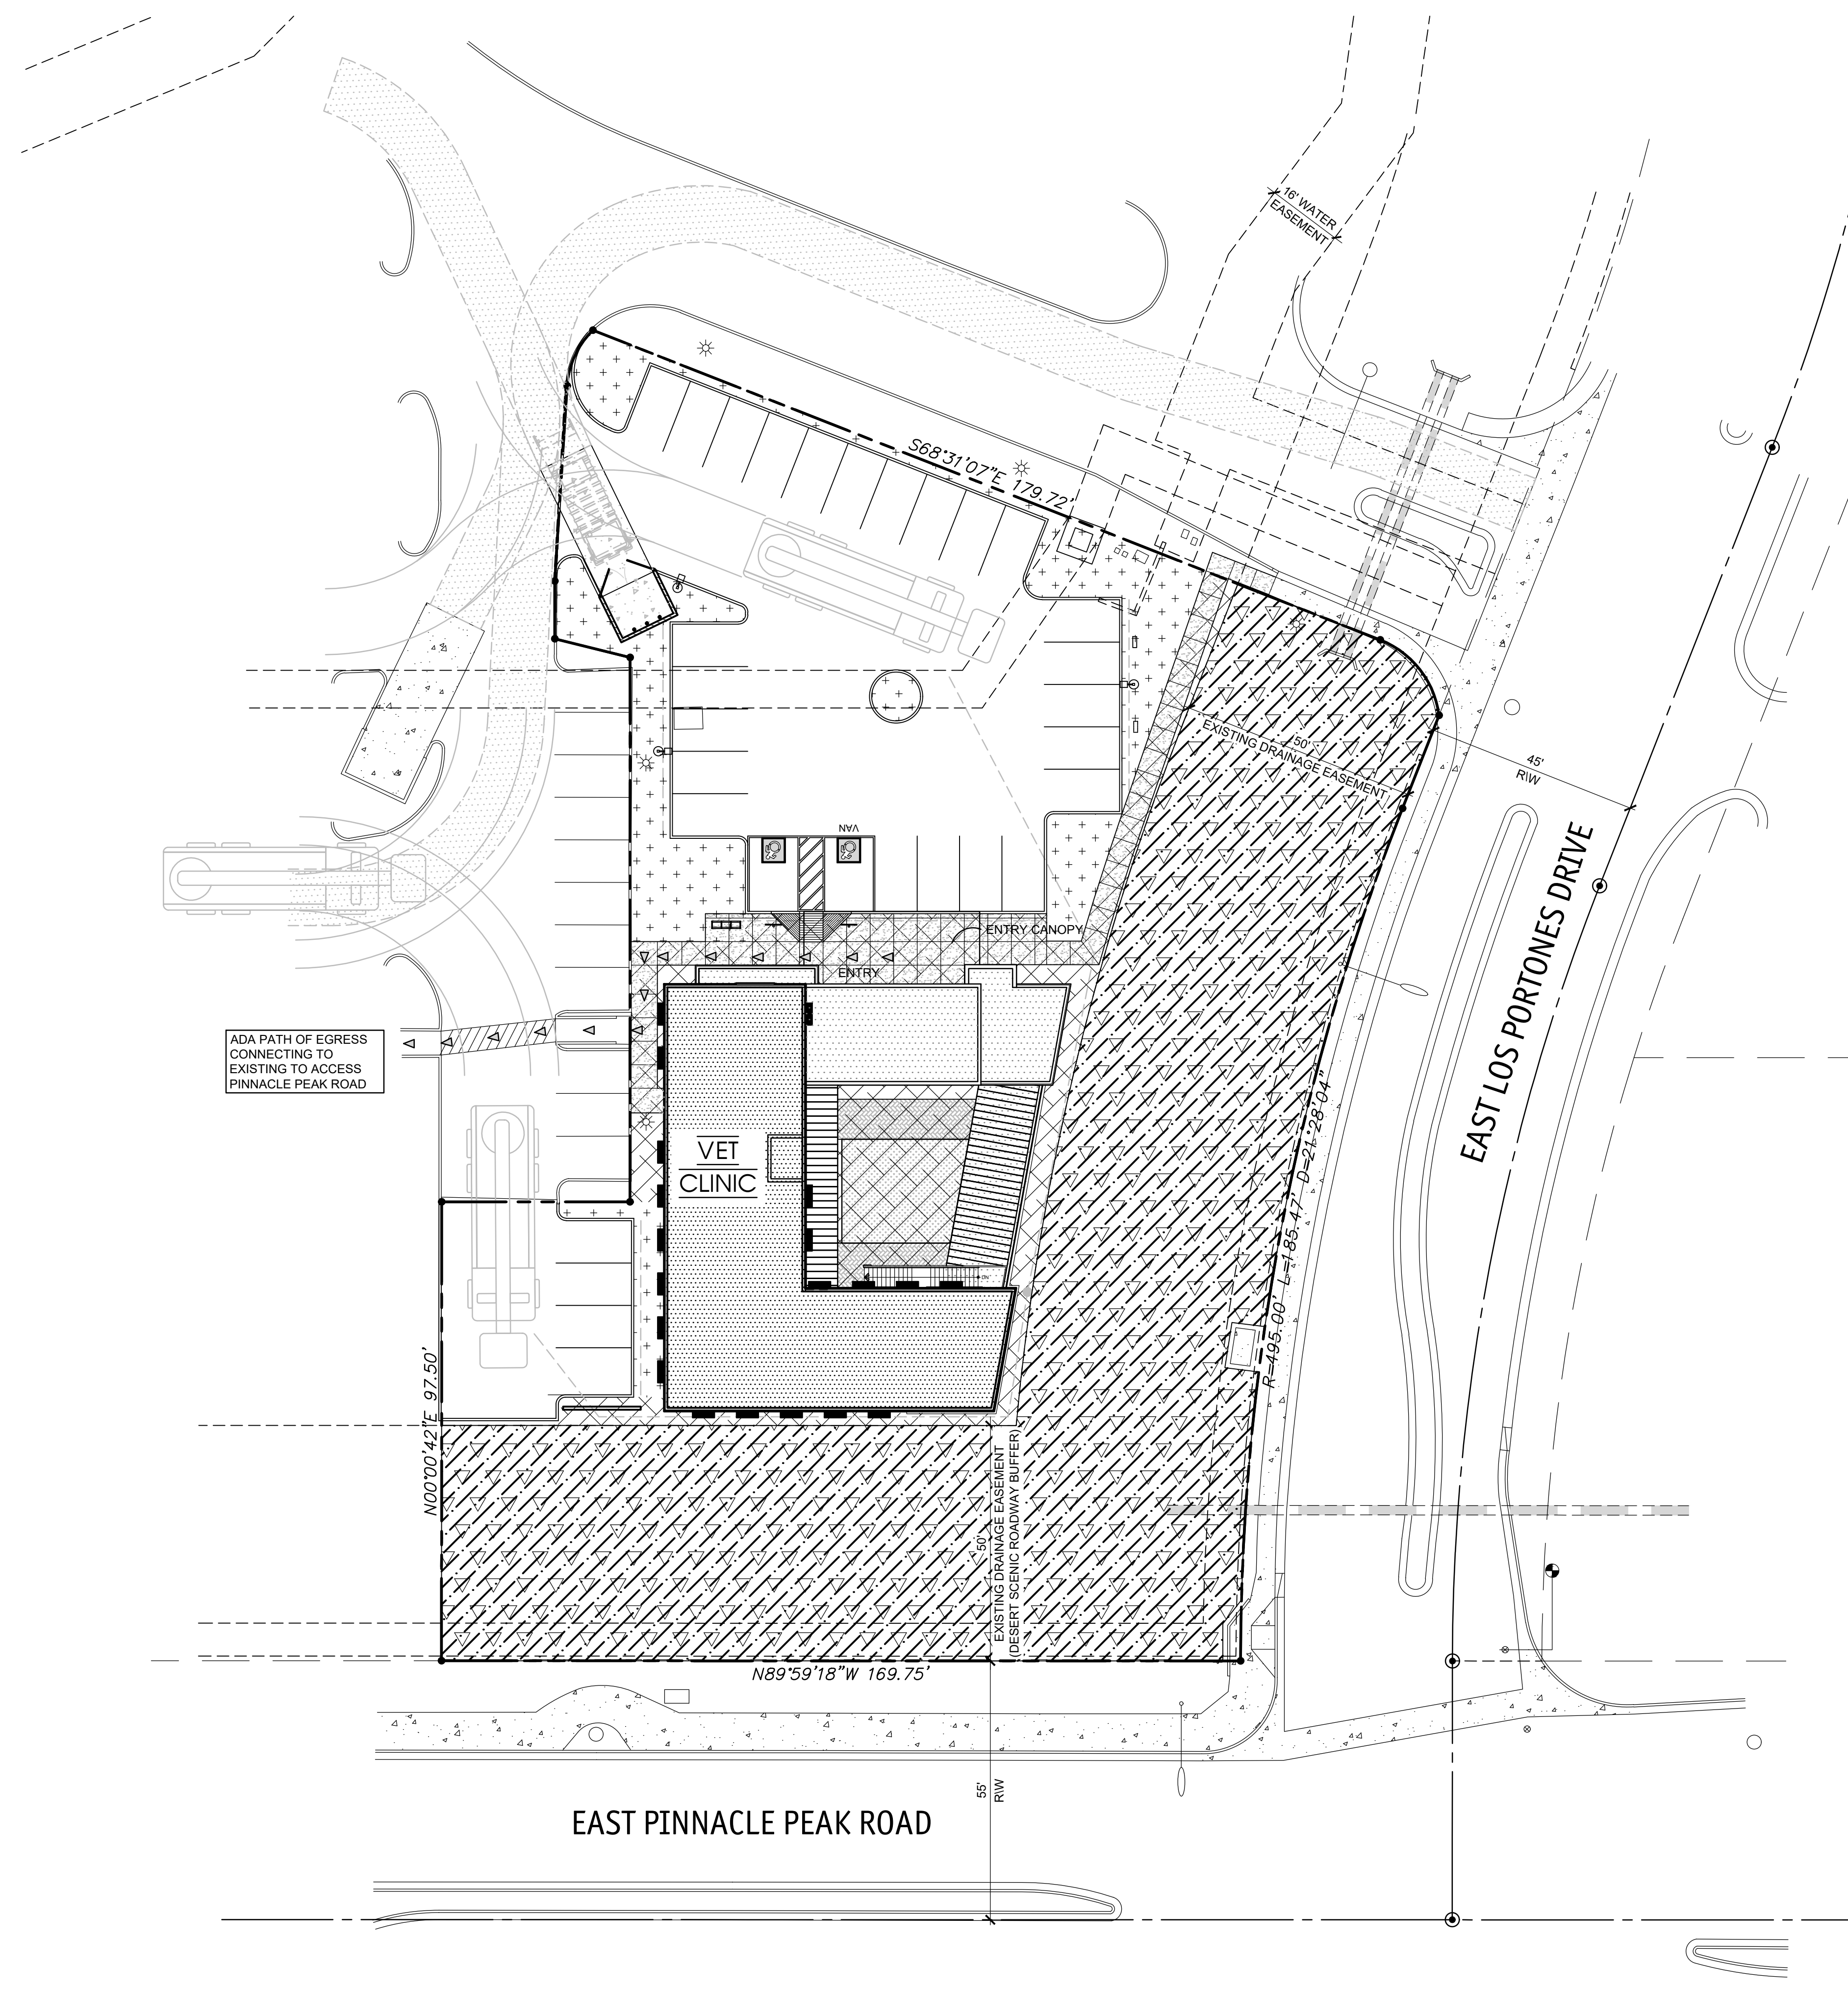 16' WATER
EASEMENT
S68°31'07"E 179.72'
50'
EXISTING DRAINAGE EASEMENT
45'
R\W
EAST LOS PORTONES DRIVE
VAN
ENTRY CANOPY
ENTRY
ADA PATH OF EGRESS
CONNECTING TO
EXISTING TO ACCESS
PINNACLE PEAK ROAD
VET
CLINIC
DN
R=495.00' L=185.47' D=21°28'04"
N00°00'42"E 97.50'
50'
EXISTING DRAINAGE EASEMENT
(DESERT SCENIC ROADWAY BUFFER)
N89°59'18"W 169.75'
55'
R\W
EAST PINNACLE PEAK ROAD